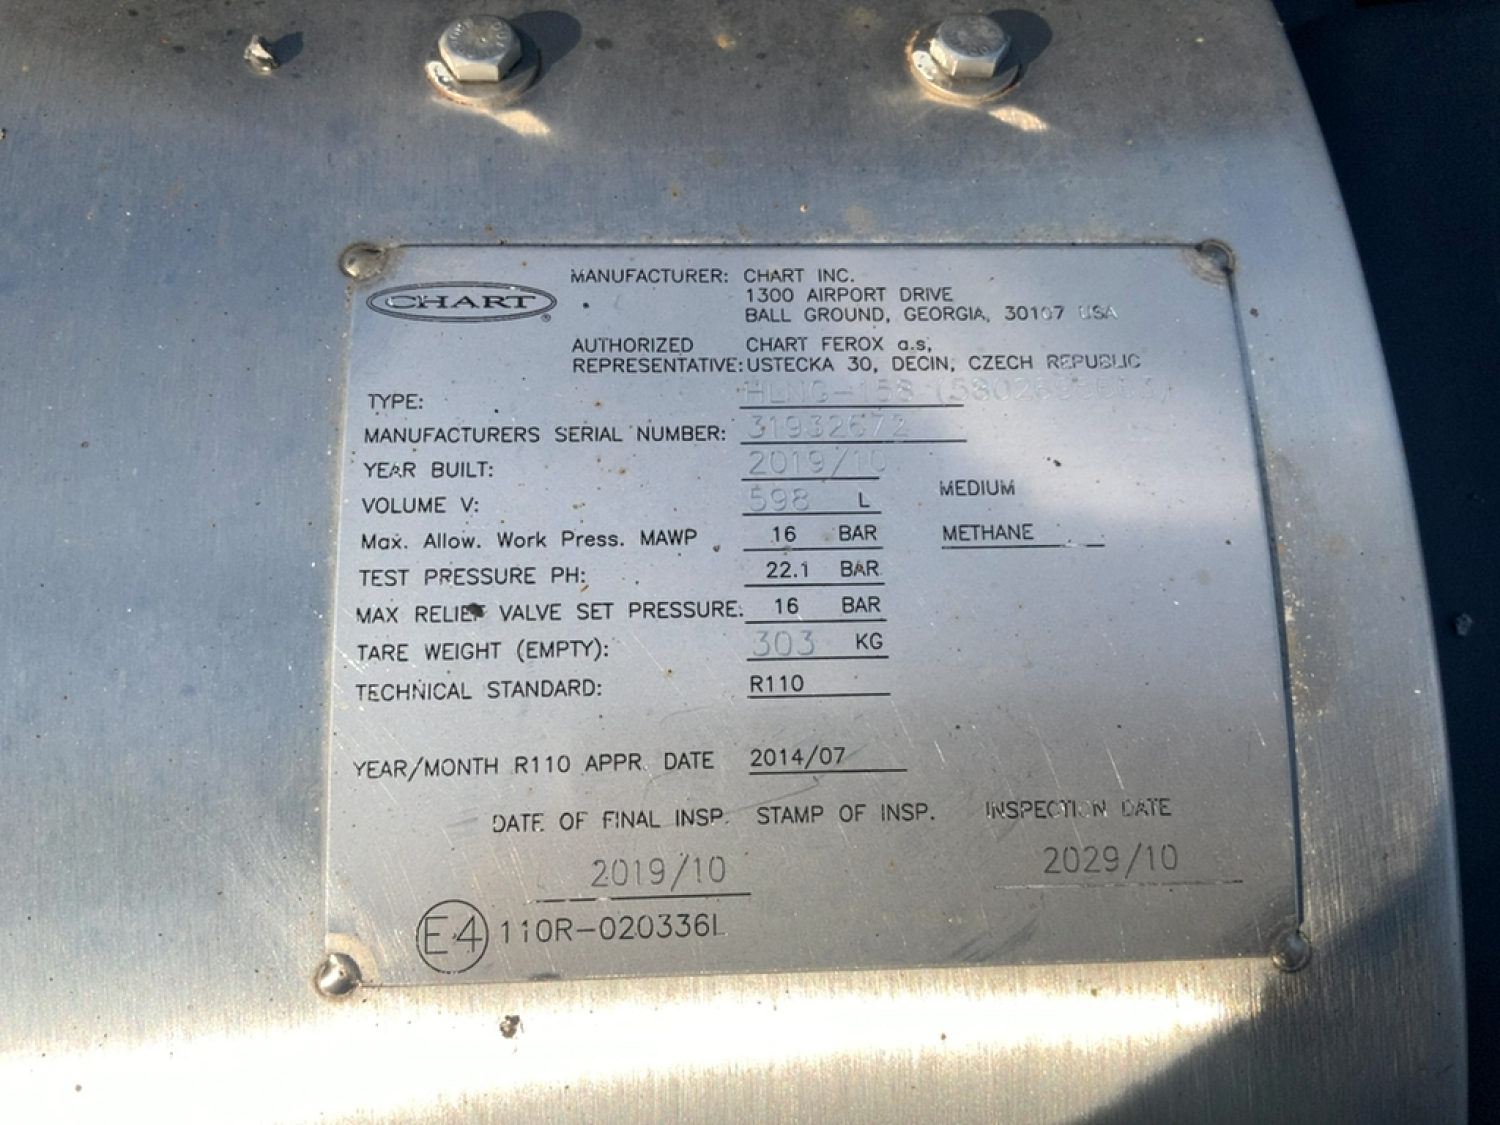 CHART
MANUFACTURER: CHART INC.
1300 AIRPORT DRIVE
BALL GROUND, GEORGIA, 30107 USA
AUTHORIZED REPRESENTATIVE: CHART FEROX a.s,
USTECKA 30, DECIN, CZECH REPUBLIC
TYPE: HLNG-158
MANUFACTURERS SERIAL NUMBER: 31932672
YEAR BUILT: 2019/10
VOLUME V: 598 L
MEDIUM
Max. Allow. Work Press. MAWP 16 BAR
METHANE
TEST PRESSURE PH: 22.1 BAR
MAX RELIEF VALVE SET PRESSURE: 16 BAR
TARE WEIGHT (EMPTY): 303 KG
TECHNICAL STANDARD: R110
YEAR/MONTH R110 APPR. DATE 2014/07
DATE OF FINAL INSP. STAMP OF INSP. INSPECTION DATE
2019/10 2029/10
E4 110R-020336L